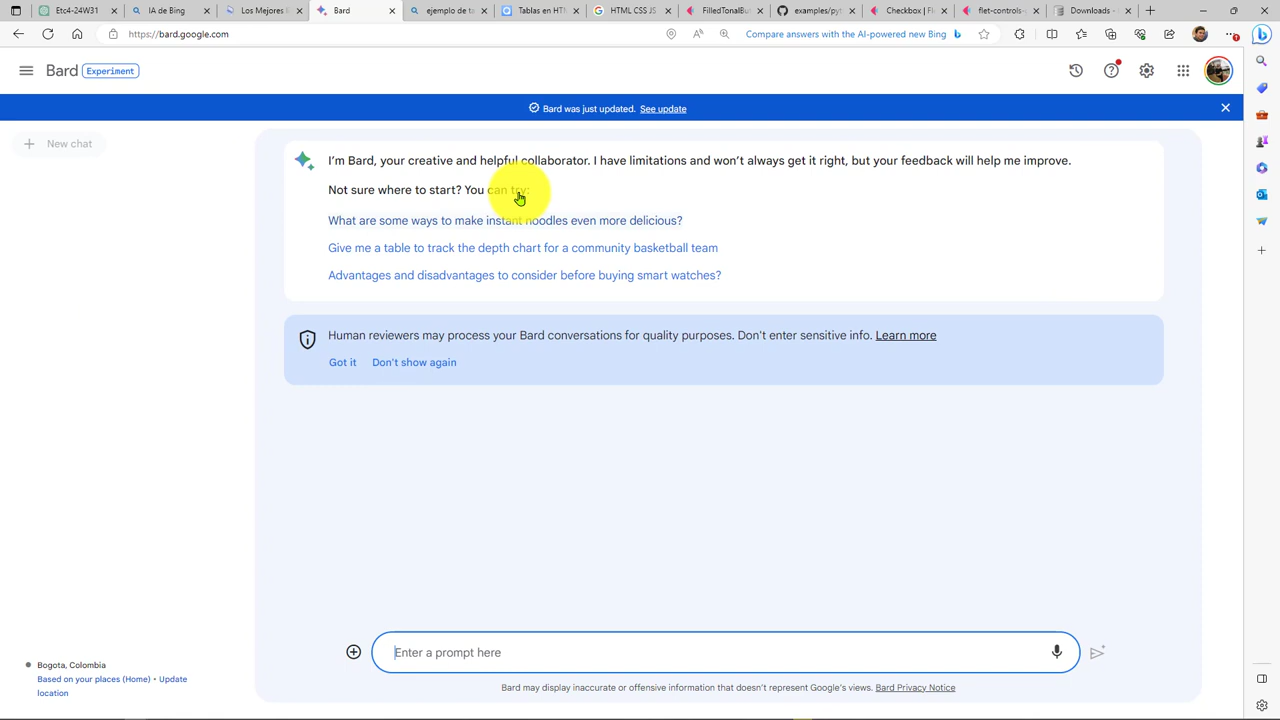 Etc4-24W31
IA de Bing
Los Mejores E
Bard
ejemplo de ta
Tablas en HTM
HTML CSS JS
FilledTonalBut
examples/pyt
CheckBox | Fl
flet-controls-
Downloads -
https://bard.google.com
Compare answers with the AI-powered new Bing
Bard Experiment
Bard was just updated. See update
New chat
I'm Bard, your creative and helpful collaborator. I have limitations and won't always get it right, but your feedback will help me improve.
Not sure where to start? You can try:
What are some ways to make instant noodles even more delicious?
Give me a table to track the depth chart for a community basketball team
Advantages and disadvantages to consider before buying smart watches?
Human reviewers may process your Bard conversations for quality purposes. Don't enter sensitive info. Learn more
Got it Don't show again
Enter a prompt here
Bogota, Colombia
Based on your places (Home) • Update
location
Bard may display inaccurate or offensive information that doesn't represent Google's views. Bard Privacy Notice